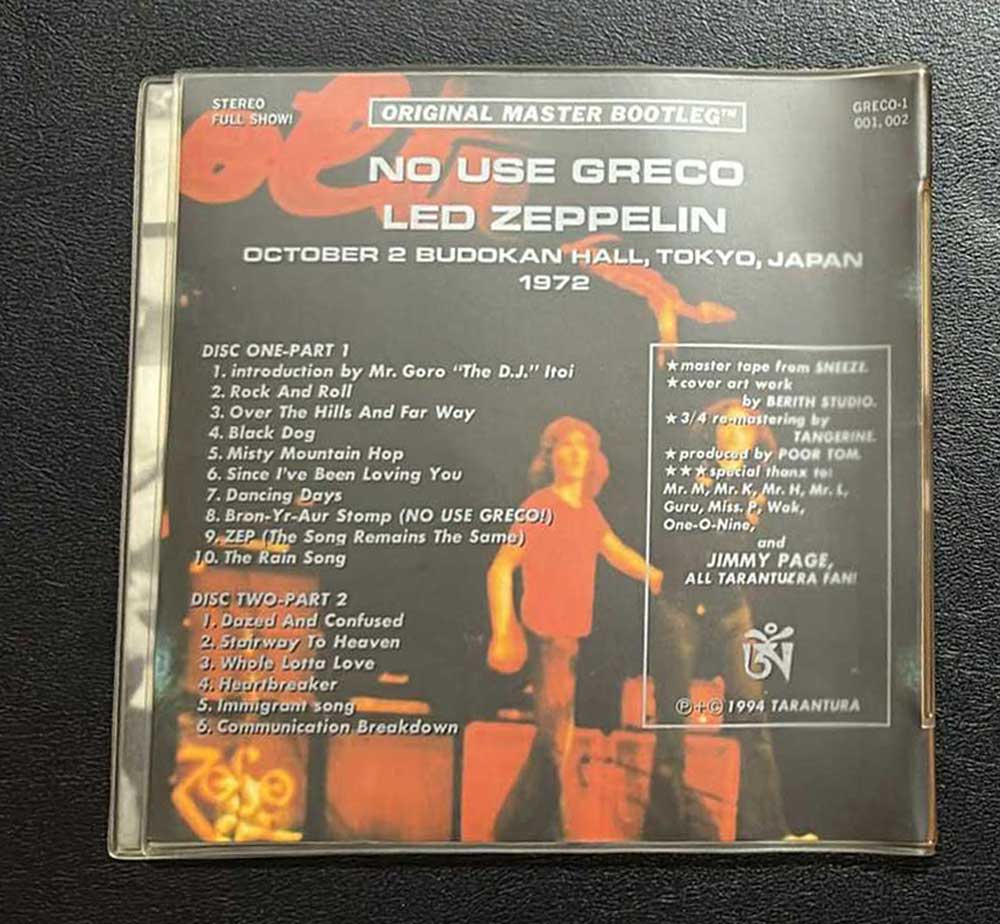 STEREO
FULL SHOW!
ORIGINAL MASTER BOOTLEG™
GRECO-1
001, 002
NO USE GRECO
LED ZEPPELIN
OCTOBER 2 BUDOKAN HALL, TOKYO, JAPAN
1972
DISC ONE-PART 1
1. introduction by Mr. Goro "The D.J." Itoi
2. Rock And Roll
3. Over The Hills And Far Way
4. Black Dog
5. Misty Mountain Hop
6. Since I've Been Loving You
7. Dancing Days
8. Bron-Yr-Aur Stomp (NO USE GRECO!)
9. ZEP (The Song Remains The Same)
10. The Rain Song
DISC TWO-PART 2
1. Dazed And Confused
2. Stairway To Heaven
3. Whole Lotta Love
4. Heartbreaker
5. Immigrant song
6. Communication Breakdown
★master tape from SNEEZE.
★cover art work
by BERITH STUDIO.
★3/4 re-mastering by
TANGERINE.
★produced by POOR TOM.
★★★special thanx to!
Mr. M, Mr. K, Mr. H, Mr. L,
Guru, Miss. P, Wak,
One-O-Nine,
and
JIMMY PAGE,
ALL TARANTURA FAN!
Ⓟ+© 1994 TARANTURA
ZoSo